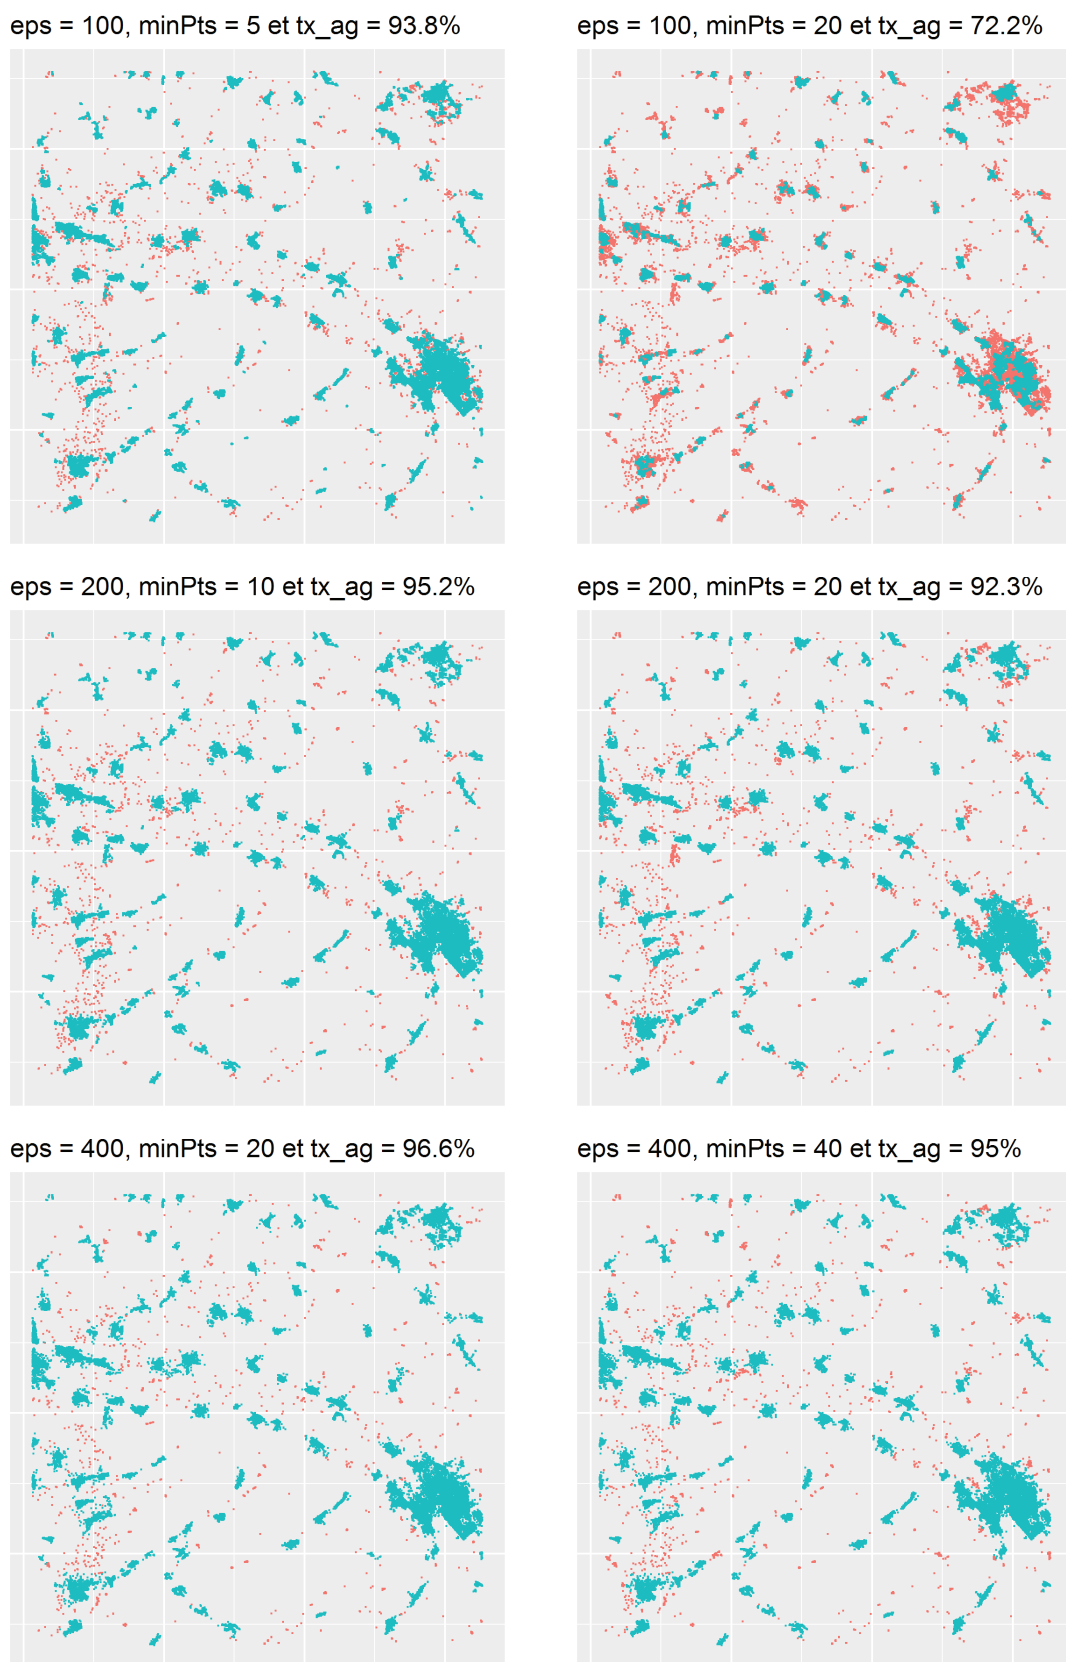 eps = 100, minPts = 5 et tx_ag = 93.8%
eps = 100, minPts = 20 et tx_ag = 72.2%
eps = 200, minPts = 10 et tx_ag = 95.2%
eps = 200, minPts = 20 et tx_ag = 92.3%
eps = 400, minPts = 20 et tx_ag = 96.6%
eps = 400, minPts = 40 et tx_ag = 95%